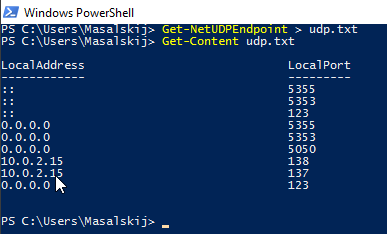 Windows PowerShell
PS C:\Users\Masalskij> Get-NetUDPEndpoint > udp.txt
PS C:\Users\Masalskij> Get-Content udp.txt
LocalAddress LocalPort
------------ ---------
:: 5355
:: 5353
:: 123
0.0.0.0 5355
0.0.0.0 5353
0.0.0.0 5050
10.0.2.15 138
10.0.2.15 137
0.0.0.0 123
PS C:\Users\Masalskij> _